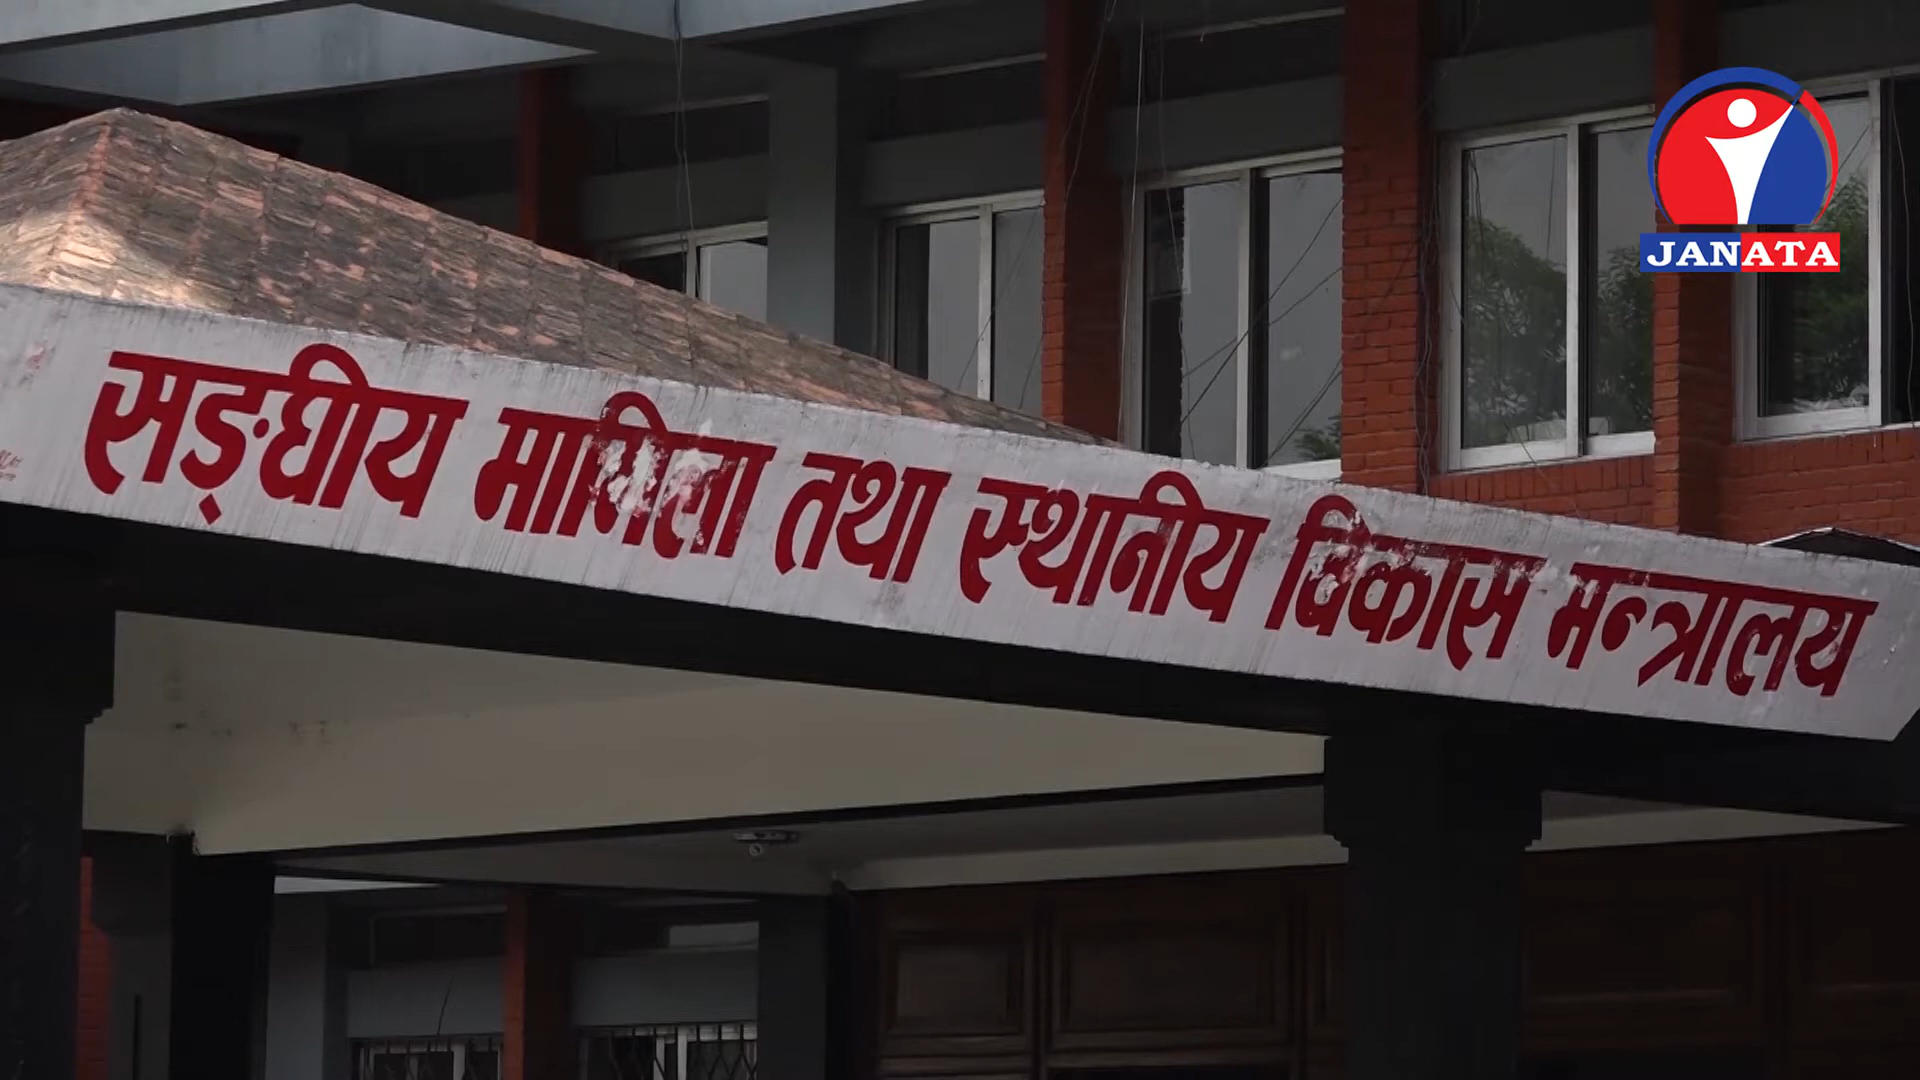 JANATA
सङ्घीय मामिला तथा स्थानीय विकास मन्त्रालय